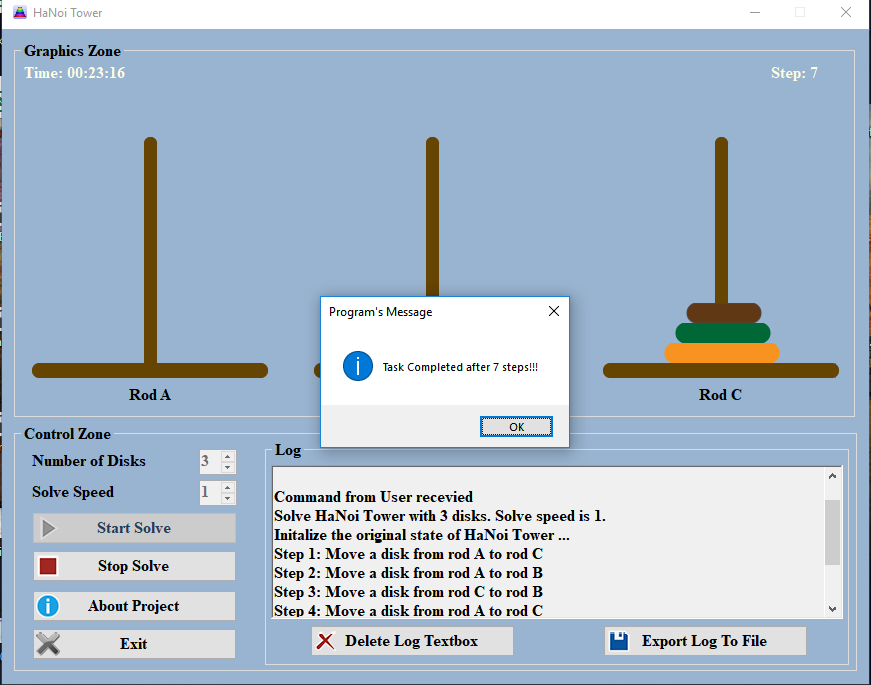 HaNoi Tower
Graphics Zone
Time: 00:23:16
Step: 7
Program's Message
Task Completed after 7 steps!!!
OK
Rod A
Rod C
Control Zone
Number of Disks
3
Solve Speed
1
Start Solve
Stop Solve
About Project
Exit
Log
Command from User recevied
Solve HaNoi Tower with 3 disks. Solve speed is 1.
Initalize the original state of HaNoi Tower ...
Step 1: Move a disk from rod A to rod C
Step 2: Move a disk from rod A to rod B
Step 3: Move a disk from rod C to rod B
Step 4: Move a disk from rod A to rod C
Delete Log Textbox
Export Log To File